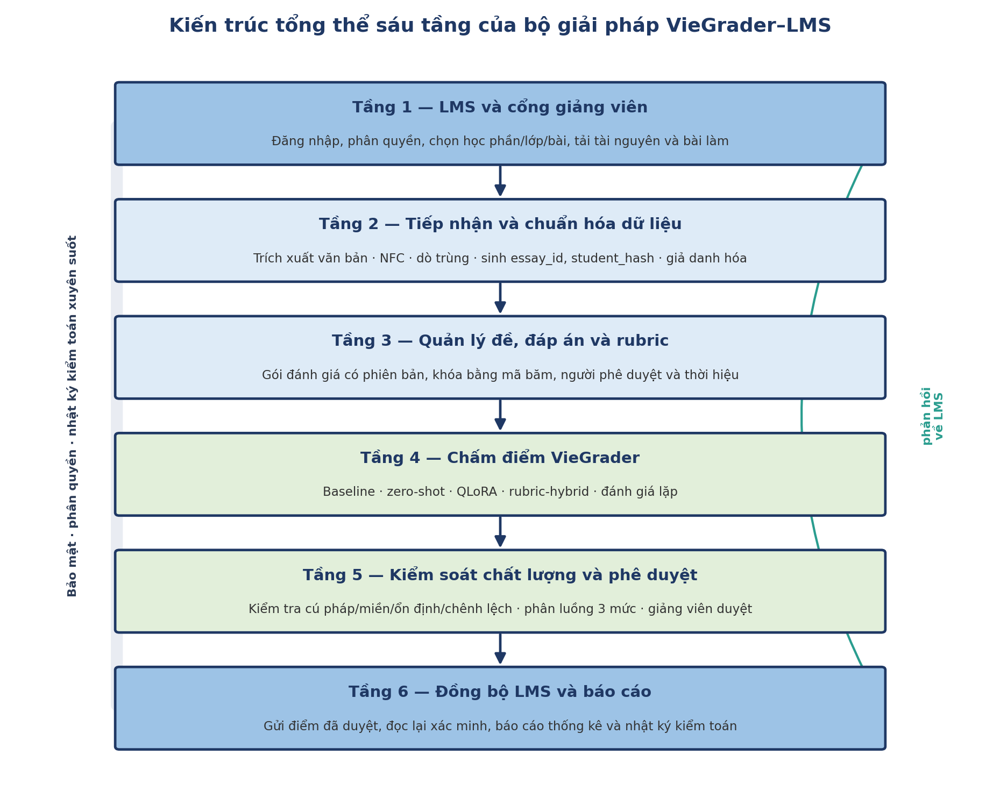 Kiến trúc tổng thể sáu tầng của bộ giải pháp VieGrader–LMS
Tầng 1 — LMS và cổng giảng viên
Đăng nhập, phân quyền, chọn học phần/lớp/bài, tải tài nguyên và bài làm
Tầng 2 — Tiếp nhận và chuẩn hóa dữ liệu
Trích xuất văn bản · NFC · dò trùng · sinh essay_id, student_hash · giả danh hóa
Tầng 3 — Quản lý đề, đáp án và rubric
Gói đánh giá có phiên bản, khóa bằng mã băm, người phê duyệt và thời hiệu
Tầng 4 — Chấm điểm VieGrader
Baseline · zero-shot · QLoRA · rubric-hybrid · đánh giá lặp
Tầng 5 — Kiểm soát chất lượng và phê duyệt
Kiểm tra cú pháp/miền/ổn định/chênh lệch · phân luồng 3 mức · giảng viên duyệt
Tầng 6 — Đồng bộ LMS và báo cáo
Gửi điểm đã duyệt, đọc lại xác minh, báo cáo thống kê và nhật ký kiểm toán
Bảo mật · phân quyền · nhật ký kiểm toán xuyên suốt
phản hồi
về LMS